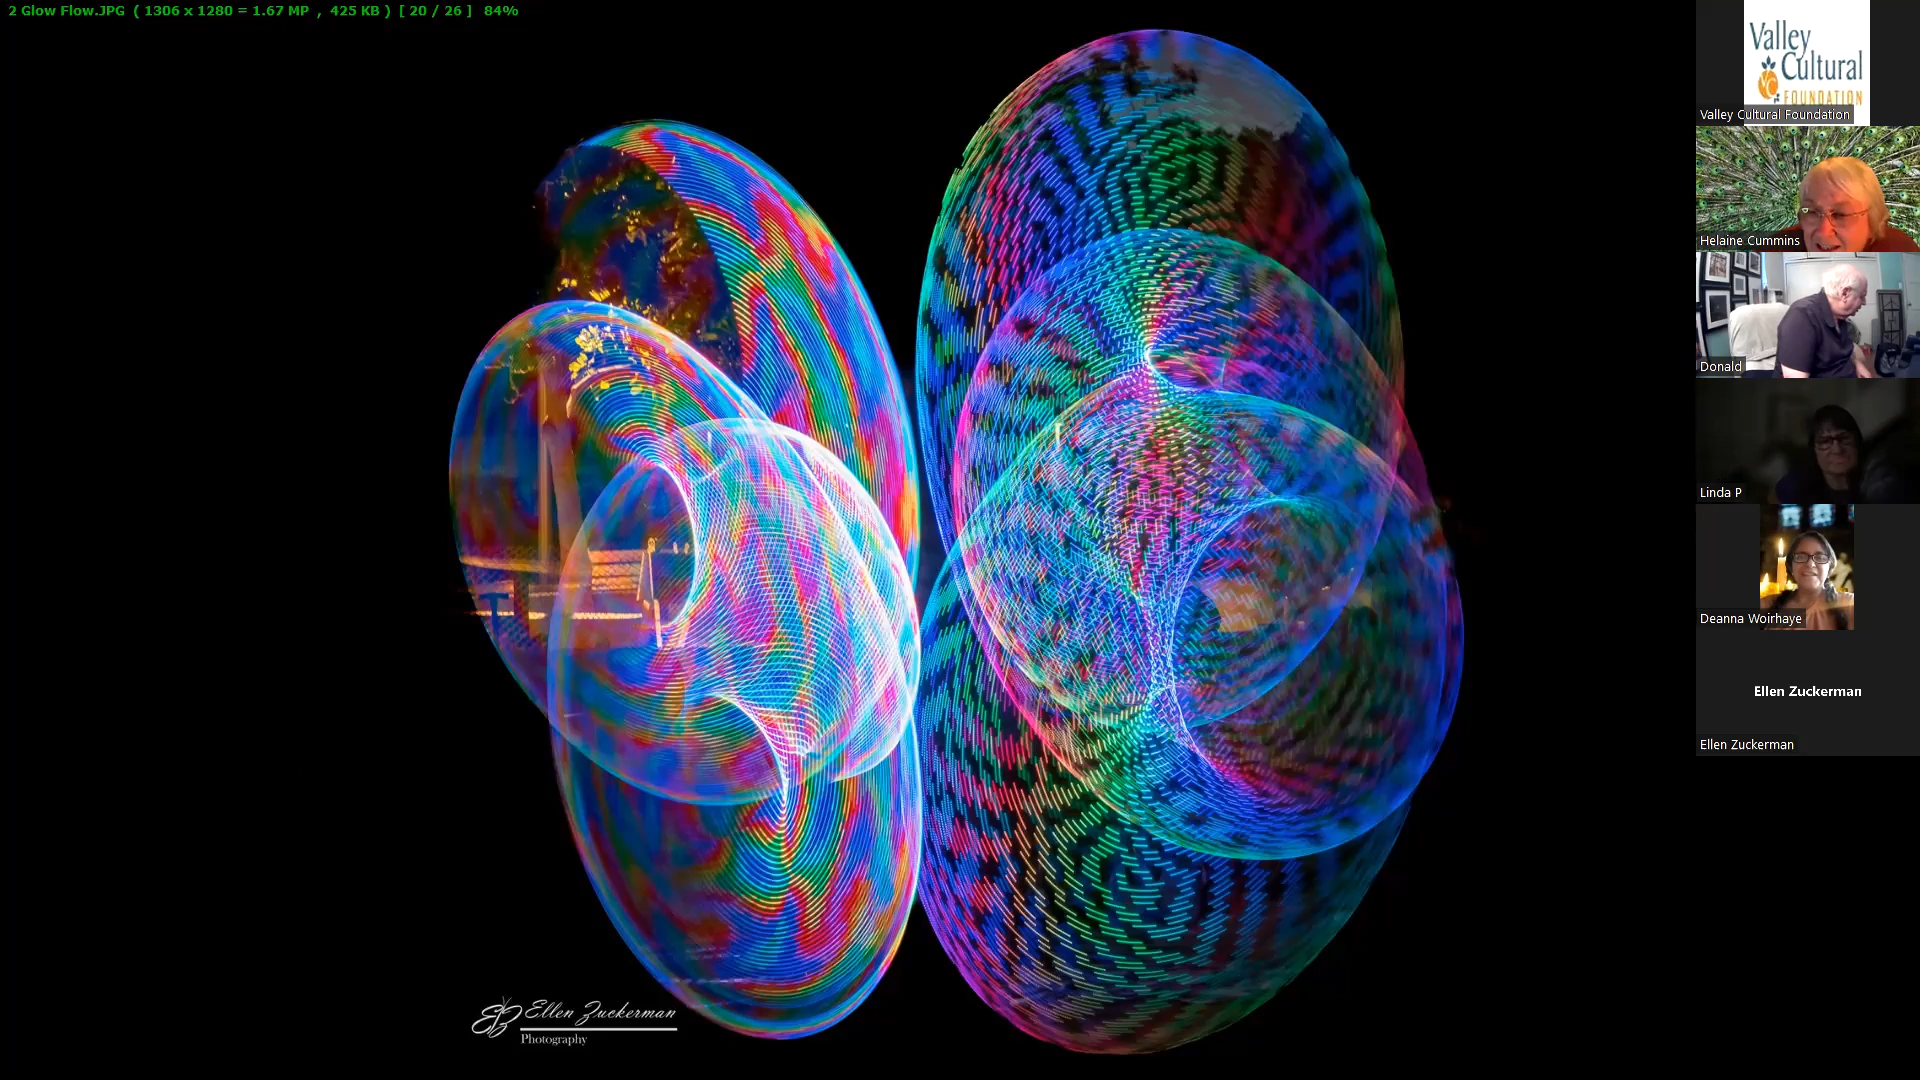 2 Glow Flow.JPG ( 1306 x 1280 = 1.67 MP , 425 KB ) [ 20 / 26 ] 84%
Valley
Cultural
FOUNDATION
Valley Cultural Foundation
Helaine Cummins
Donald
Linda P
Deanna Woirhaye
Ellen Zuckerman
Ellen Zuckerman
EZ Ellen Zuckerman
Photography